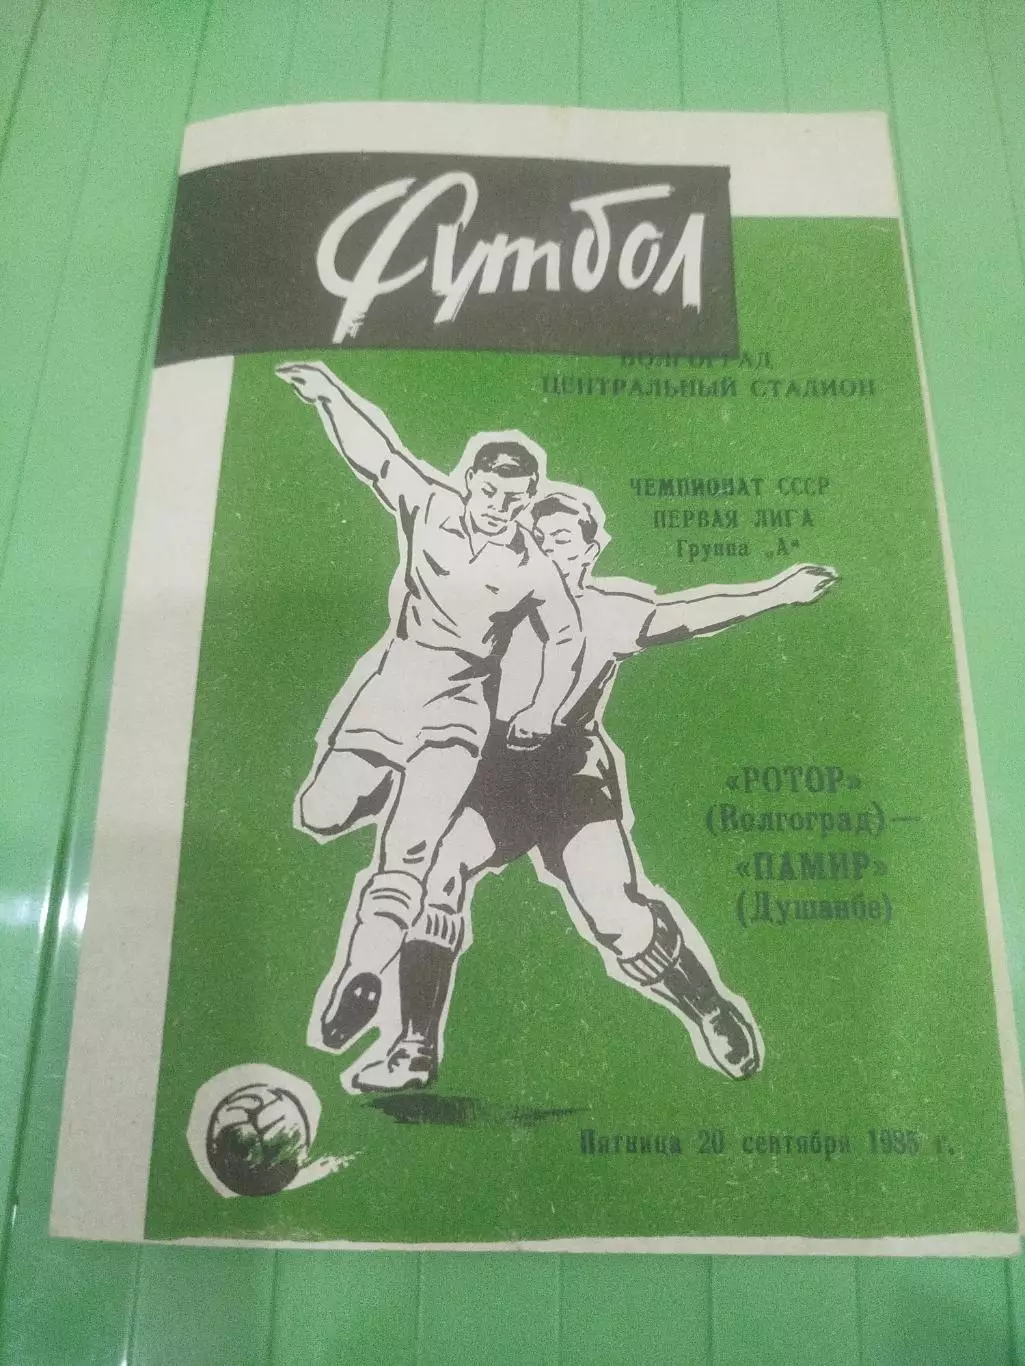 Футбол
ВОЛГОГРАД
ЦЕНТРАЛЬНЫЙ СТАДИОН
ЧЕМПИОНАТ СССР
ПЕРВАЯ ЛИГА
Группа „А“
«РОТОР»
(Волгоград)—
«ПАМИР»
(Душанбе)
Пятница 20 сентября 1985 г.